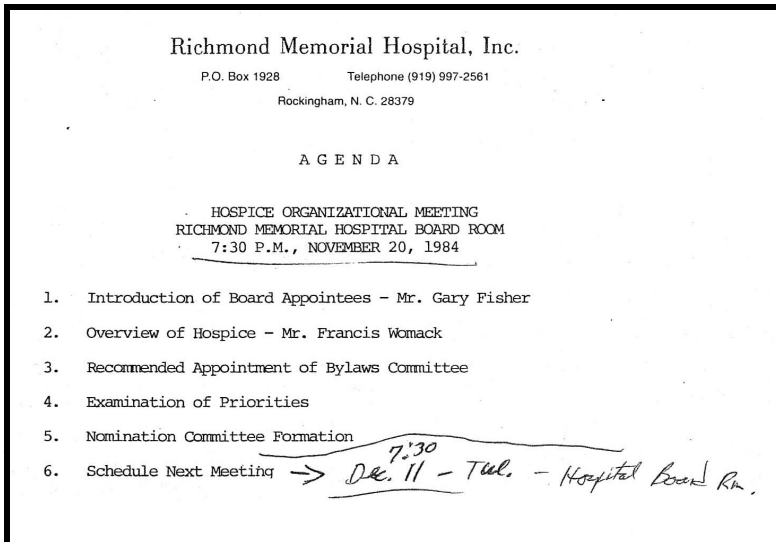 Richmond Memorial Hospital, Inc.
P.O. Box 1928 Telephone (919) 997-2561
Rockingham, N. C. 28379
AGENDA
HOSPICE ORGANIZATIONAL MEETING
RICHMOND MEMORIAL HOSPITAL BOARD ROOM
7:30 P.M., NOVEMBER 20, 1984
1. Introduction of Board Appointees - Mr. Gary Fisher
2. Overview of Hospice - Mr. Francis Womack
3. Recommended Appointment of Bylaws Committee
4. Examination of Priorities
5. Nomination Committee Formation
7:30
6. Schedule Next Meeting → Dec. 11 - Tue. - Hospital Board Rm.